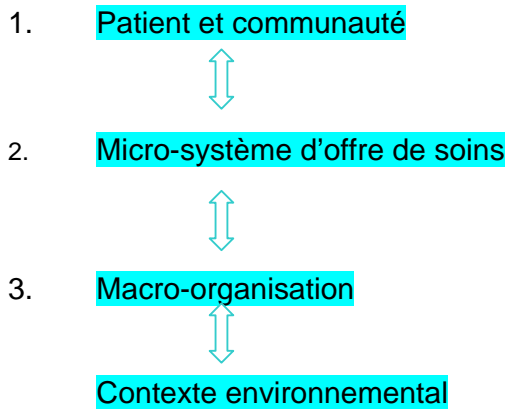 1. Patient et communauté
2. Micro-système d’offre de soins
3. Macro-organisation
Contexte environnemental